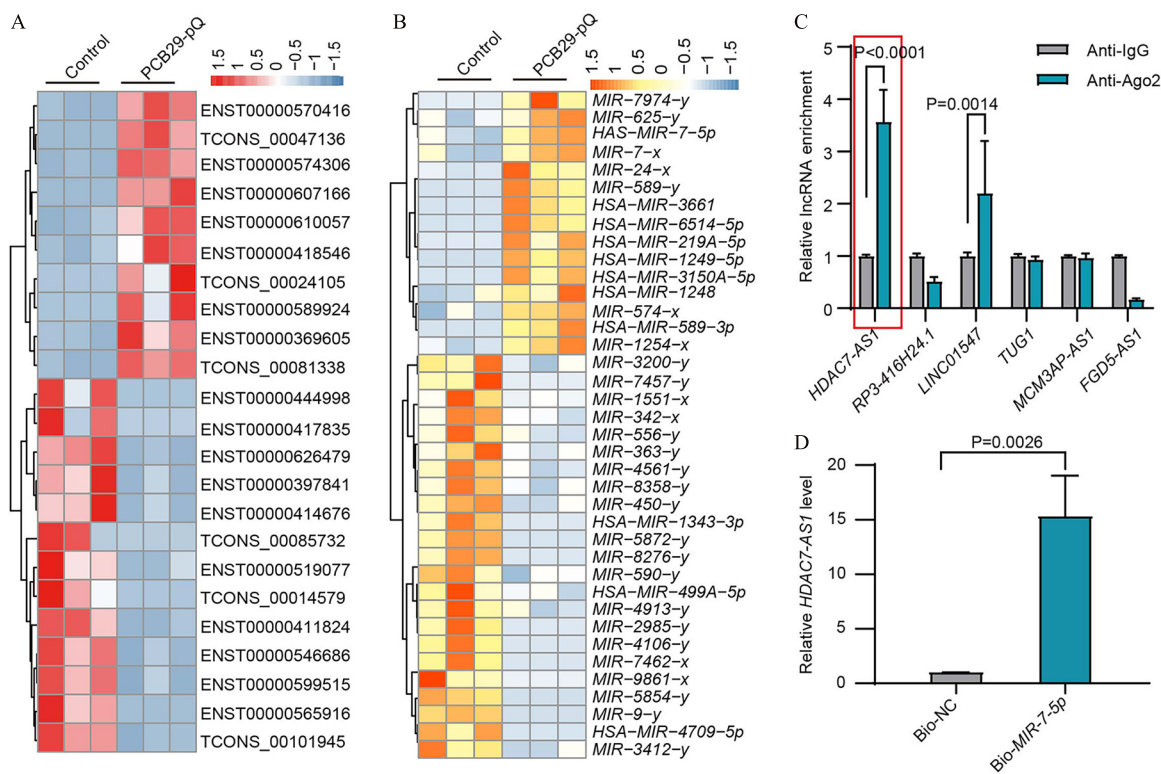 A
Control
PCB29-pQ
1.5
1
0.5
0
-0.5
-1
-1.5
ENST00000570416
TCONS_00047136
ENST00000574306
ENST00000607166
ENST00000610057
ENST00000418546
TCONS_00024105
ENST00000589924
ENST00000369605
TCONS_00081338
ENST00000444998
ENST00000417835
ENST00000626479
ENST00000397841
ENST00000414676
TCONS_00085732
ENST00000519077
TCONS_00014579
ENST00000411824
ENST00000546686
ENST00000599515
ENST00000565916
TCONS_00101945
B
Control
PCB29-pQ
1.5
1
0.5
0
-0.5
-1
-1.5
MIR-7974-y
MIR-625-y
HAS-MIR-7-5p
MIR-7-x
MIR-24-x
MIR-589-y
HSA-MIR-3661
HSA-MIR-6514-5p
HSA-MIR-219A-5p
HSA-MIR-1249-5p
HSA-MIR-3150A-5p
HSA-MIR-1248
MIR-574-x
HSA-MIR-589-3p
MIR-1254-x
MIR-3200-y
MIR-7457-y
MIR-1551-x
MIR-342-x
MIR-556-y
MIR-363-y
MIR-4561-y
MIR-8358-y
MIR-450-y
HSA-MIR-1343-3p
MIR-5872-y
MIR-8276-y
MIR-590-y
HSA-MIR-499A-5p
MIR-4913-y
MIR-2985-y
MIR-4106-y
MIR-7462-x
MIR-9861-x
MIR-5854-y
MIR-9-y
HSA-MIR-4709-5p
MIR-3412-y
C
Anti-IgG
Anti-Ago2
P<0.0001
P=0.0014
Relative lncRNA enrichment
5
4
3
2
1
0
HDAC7-AS1
RP3-416H24.1
LINC01547
TUG1
MCM3AP-AS1
FGD5-AS1
D
P=0.0026
Relative HDAC7-AS1 level
20
15
10
5
0
Bio-NC
Bio-MIR-7-5p